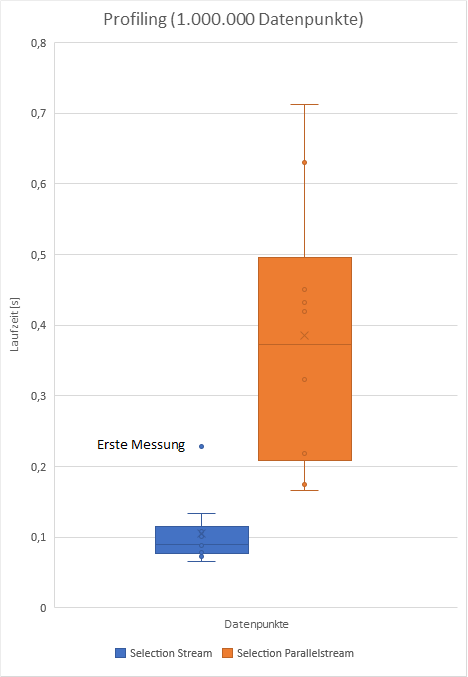 Profiling (1.000.000 Datenpunkte)
0,8
0,7
0,6
0,5
0,4
0,3
0,2
0,1
0
Laufzeit [s]
Erste Messung
Datenpunkte
Selection Stream
Selection Parallelstream